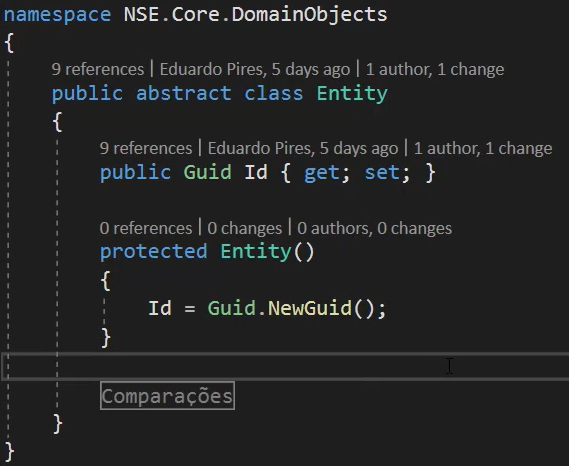 namespace NSE.Core.DomainObjects
{
9 references | Eduardo Pires, 5 days ago | 1 author, 1 change
public abstract class Entity
{
9 references | Eduardo Pires, 5 days ago | 1 author, 1 change
public Guid Id { get; set; }
0 references | 0 changes | 0 authors, 0 changes
protected Entity()
{
Id = Guid.NewGuid();
}
Comparações
}
}